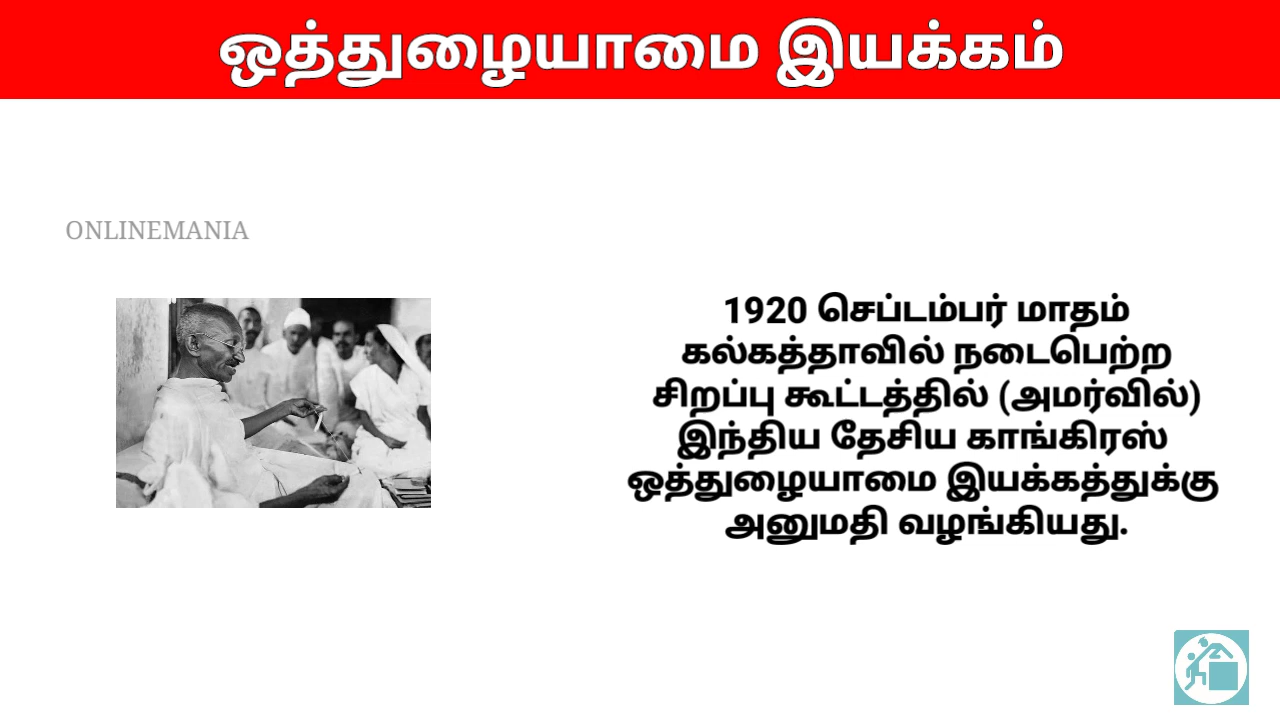 ஒத்துழையாமை இயக்கம்
ONLINEMANIA
1920 செப்டம்பர் மாதம்
கல்கத்தாவில் நடைபெற்ற
சிறப்பு கூட்டத்தில் (அமர்வில்)
இந்திய தேசிய காங்கிரஸ்
ஒத்துழையாமை இயக்கத்துக்கு
அனுமதி வழங்கியது.